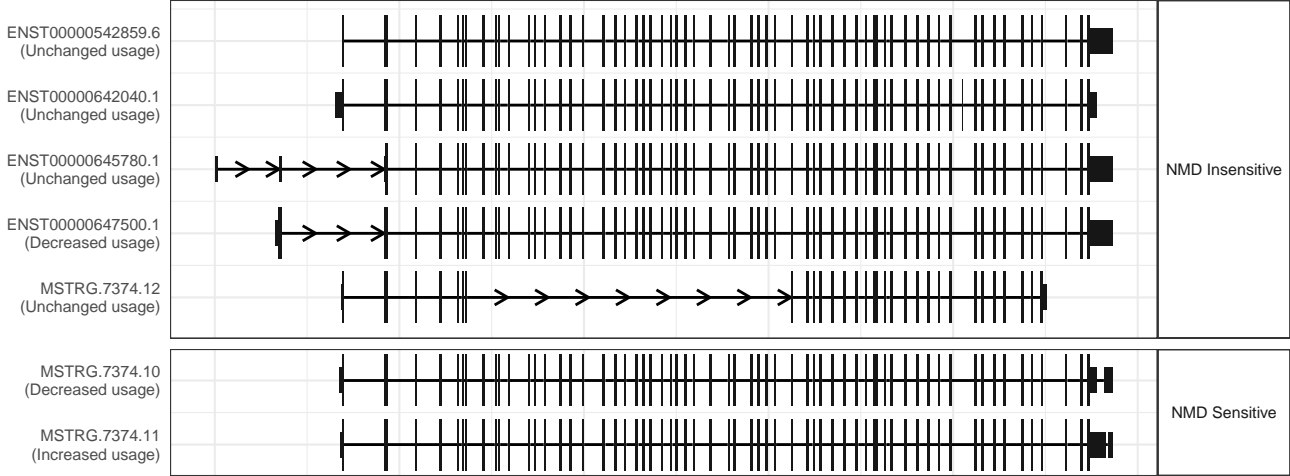 ENST00000542859.6
(Unchanged usage)
ENST00000642040.1
(Unchanged usage)
ENST00000645780.1
(Unchanged usage)
NMD Insensitive
ENST00000647500.1
(Decreased usage)
MSTRG.7374.12
(Unchanged usage)
MSTRG.7374.10
(Decreased usage)
NMD Sensitive
MSTRG.7374.11
(Increased usage)